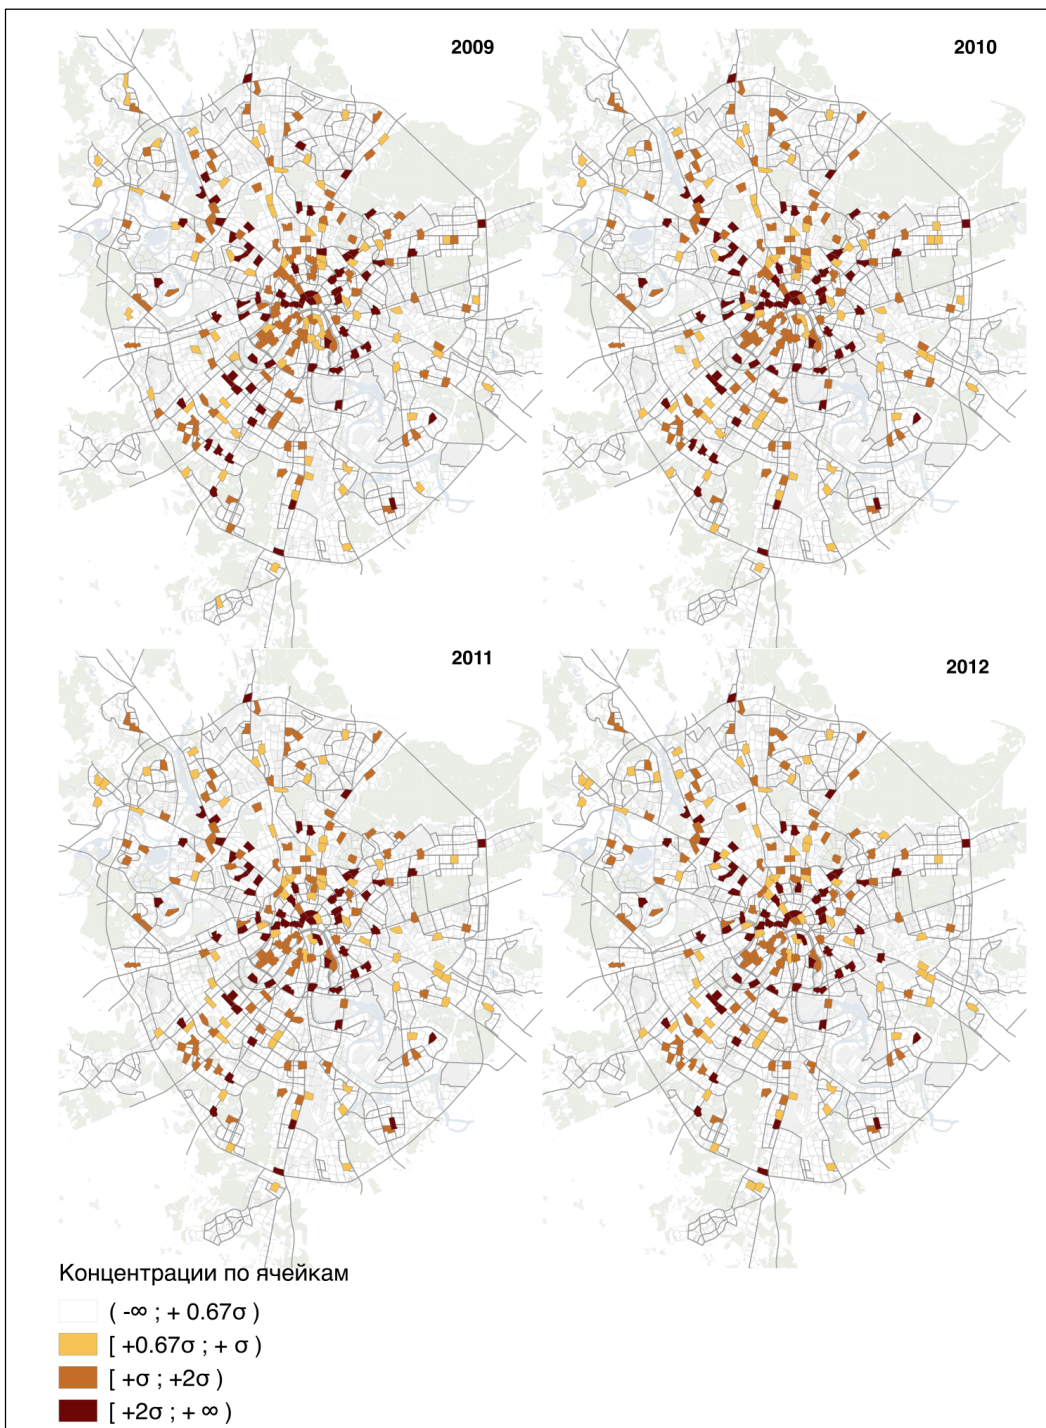 2009
2010
2011
2012
Концентрации по ячейкам
( -∞ ; + 0.67σ )
[ +0.67σ ; + σ )
[ +σ ; +2σ )
[ +2σ ; + ∞ )